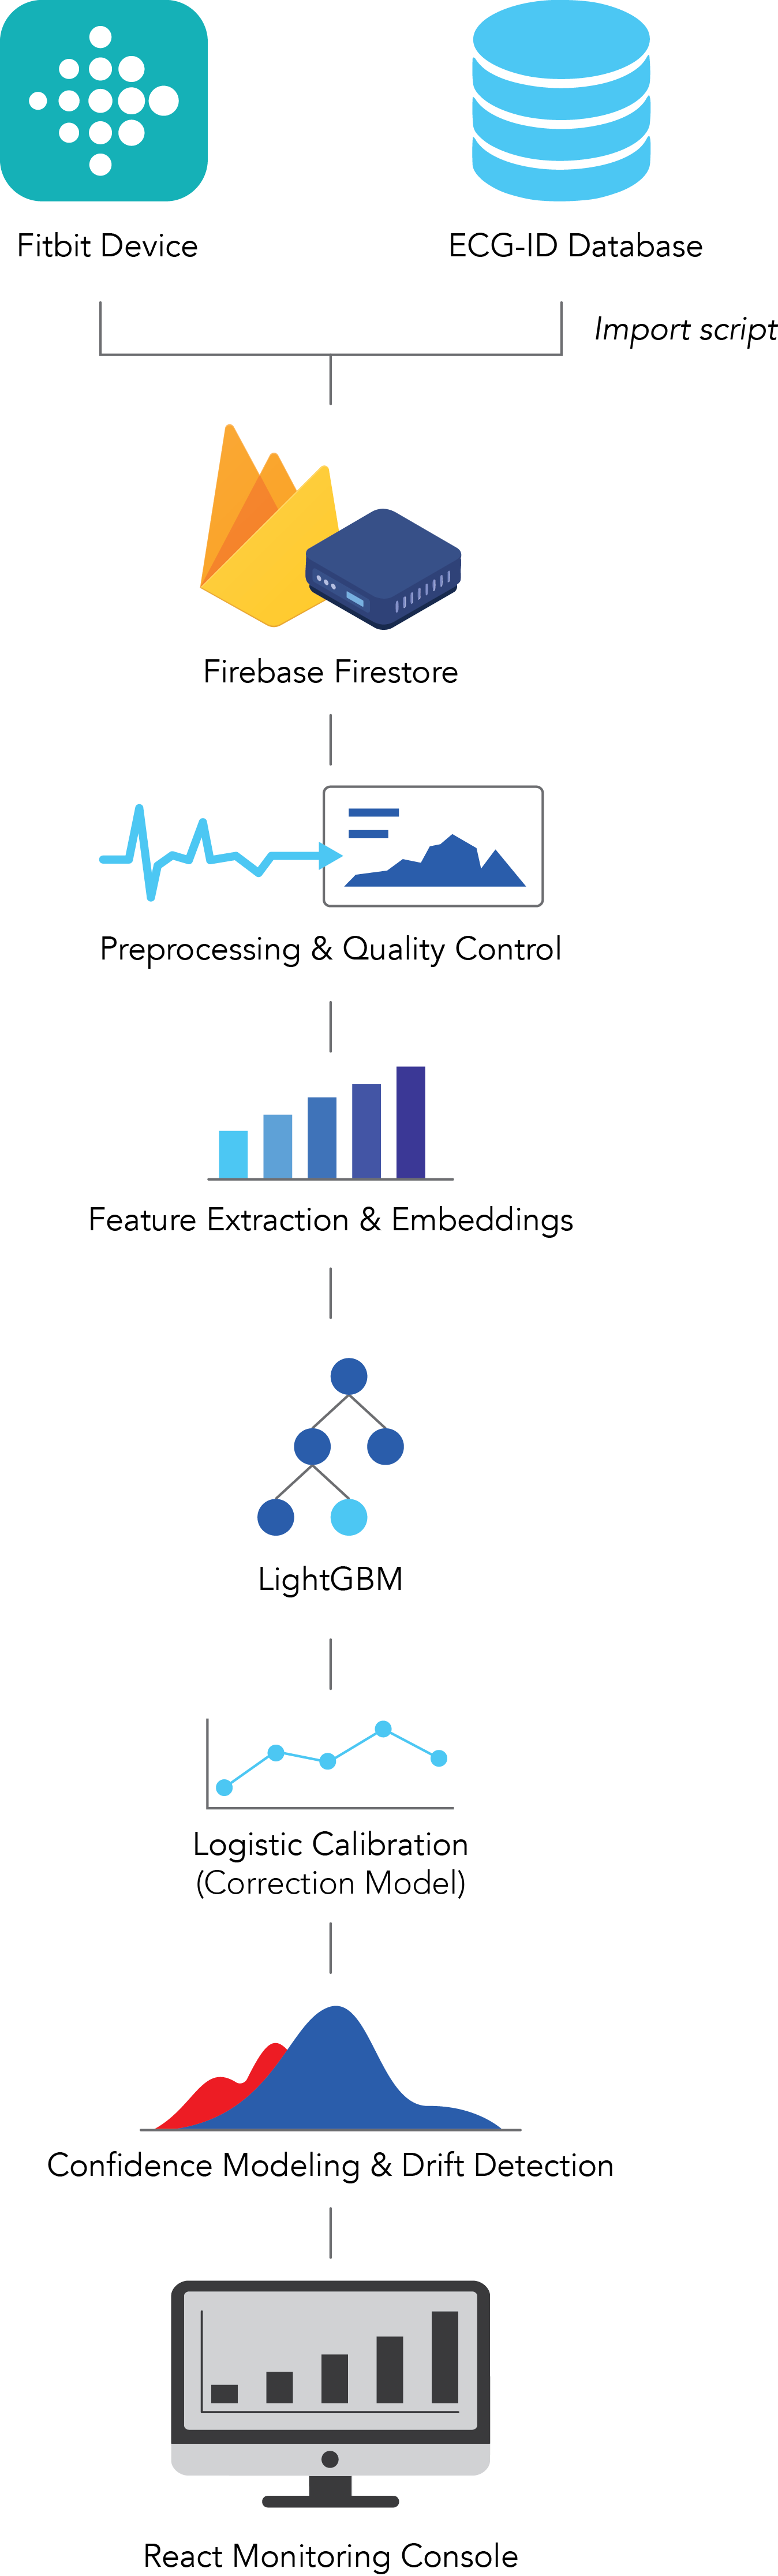 Fitbit Device
ECG-ID Database
Import script
Firebase Firestore
Preprocessing & Quality Control
Feature Extraction & Embeddings
LightGBM
Logistic Calibration
(Correction Model)
Confidence Modeling & Drift Detection
React Monitoring Console